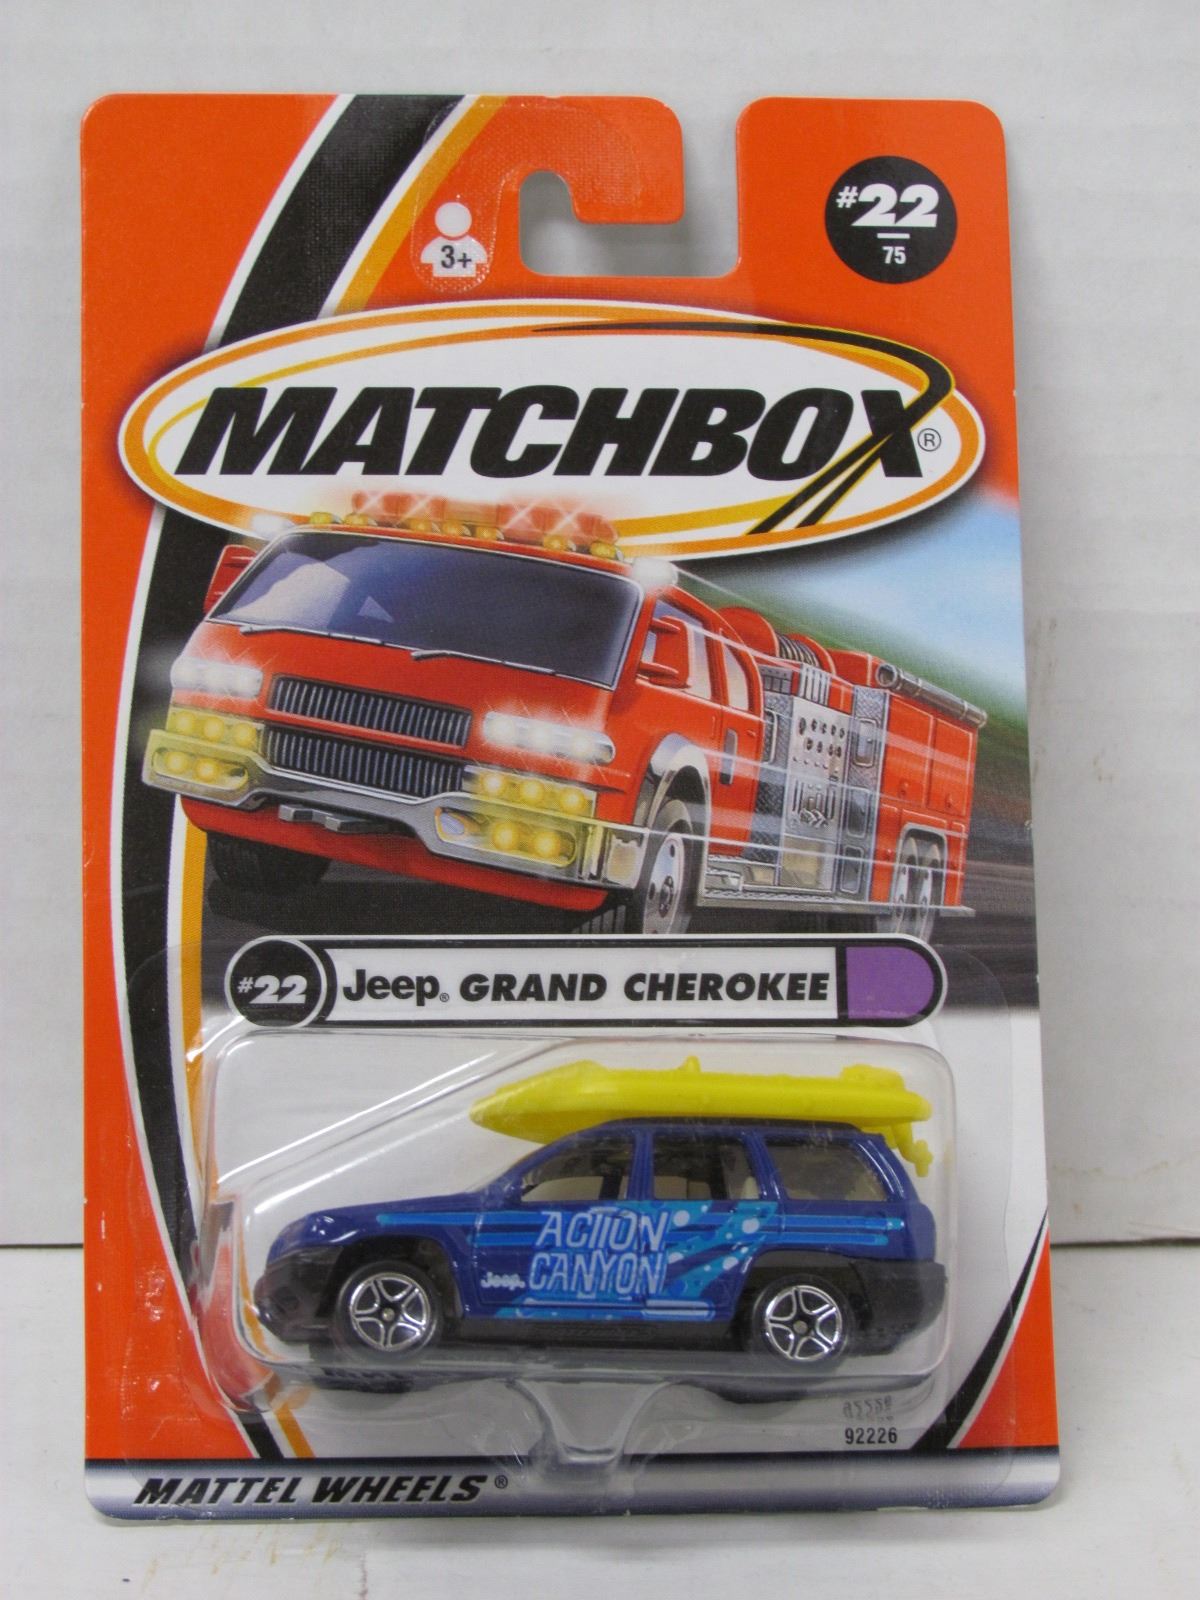 #22
75
3+
MATCHBOX®
#22 Jeep® GRAND CHEROKEE
ACTION
Jeep® CANYON
92226
MATTEL WHEELS®